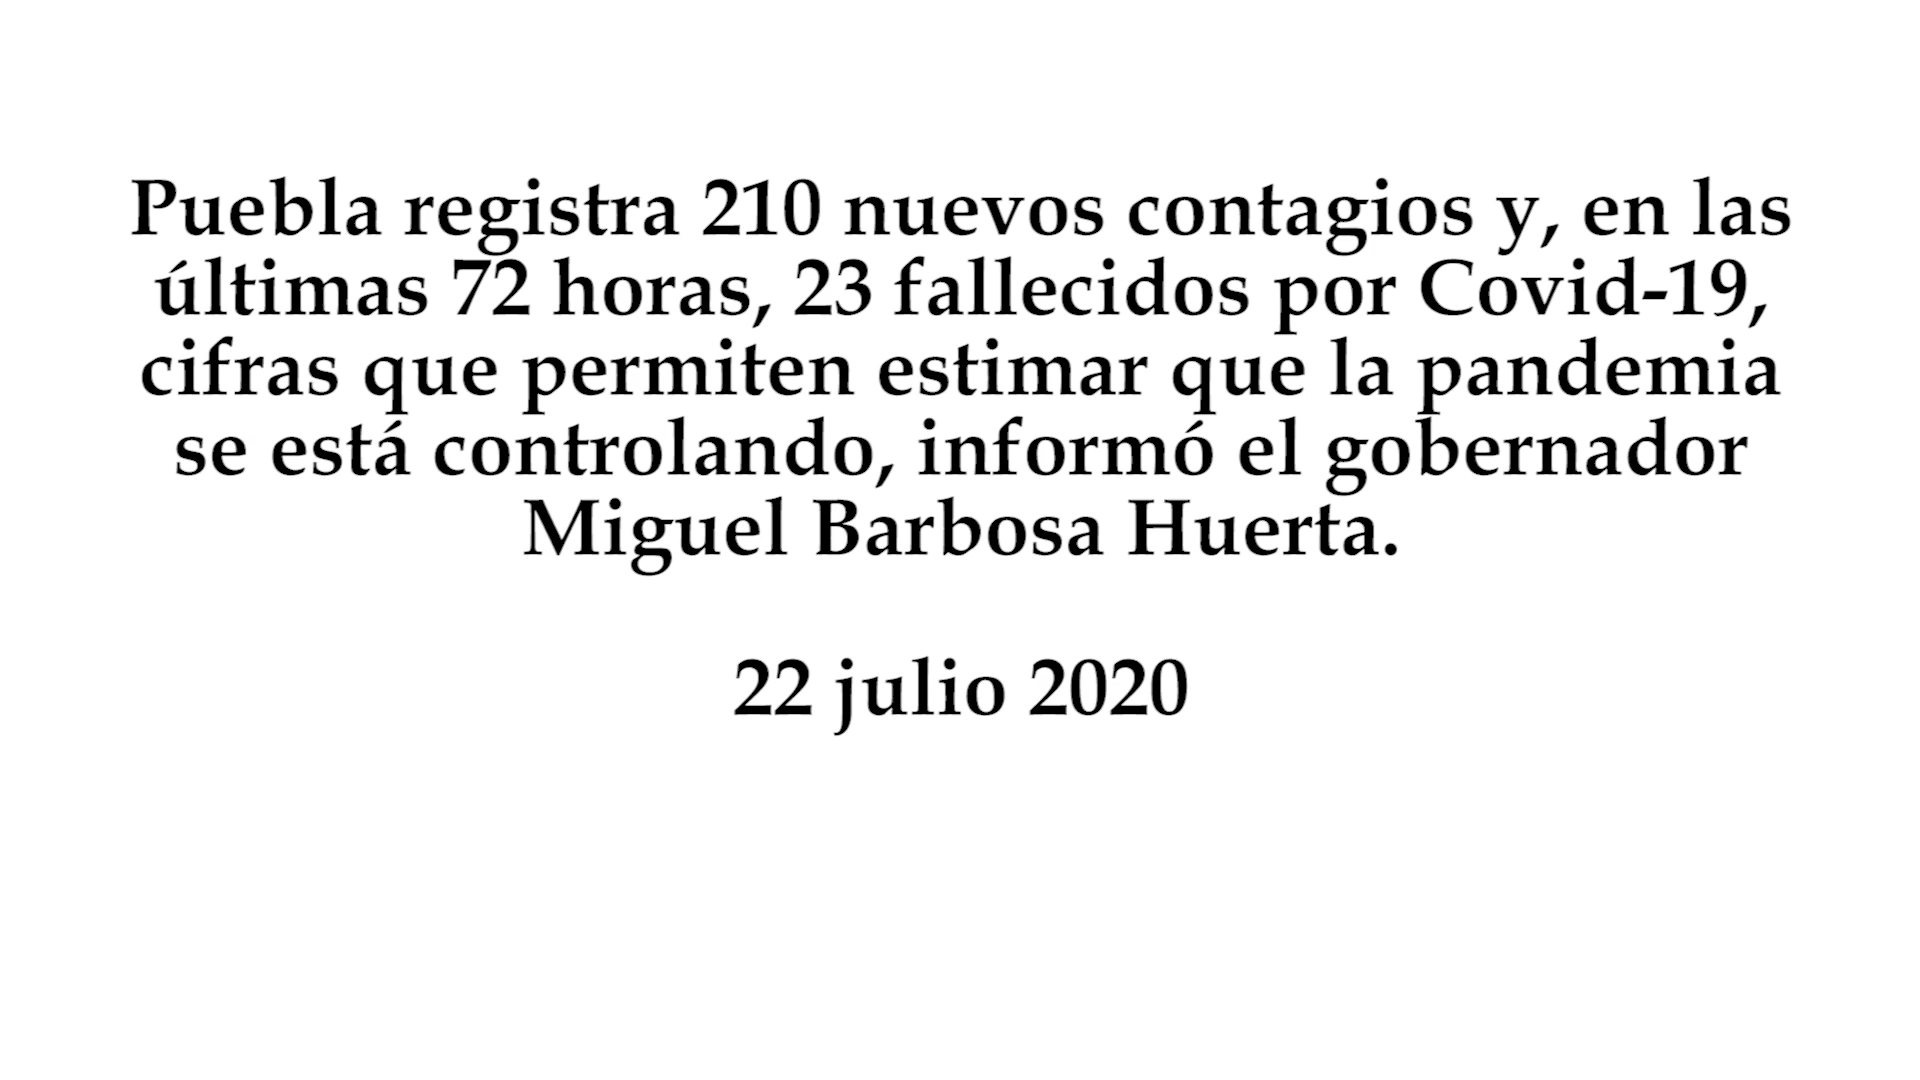 Puebla registra 210 nuevos contagios y, en las
últimas 72 horas, 23 fallecidos por Covid-19,
cifras que permiten estimar que la pandemia
se está controlando, informó el gobernador
Miguel Barbosa Huerta.
22 julio 2020